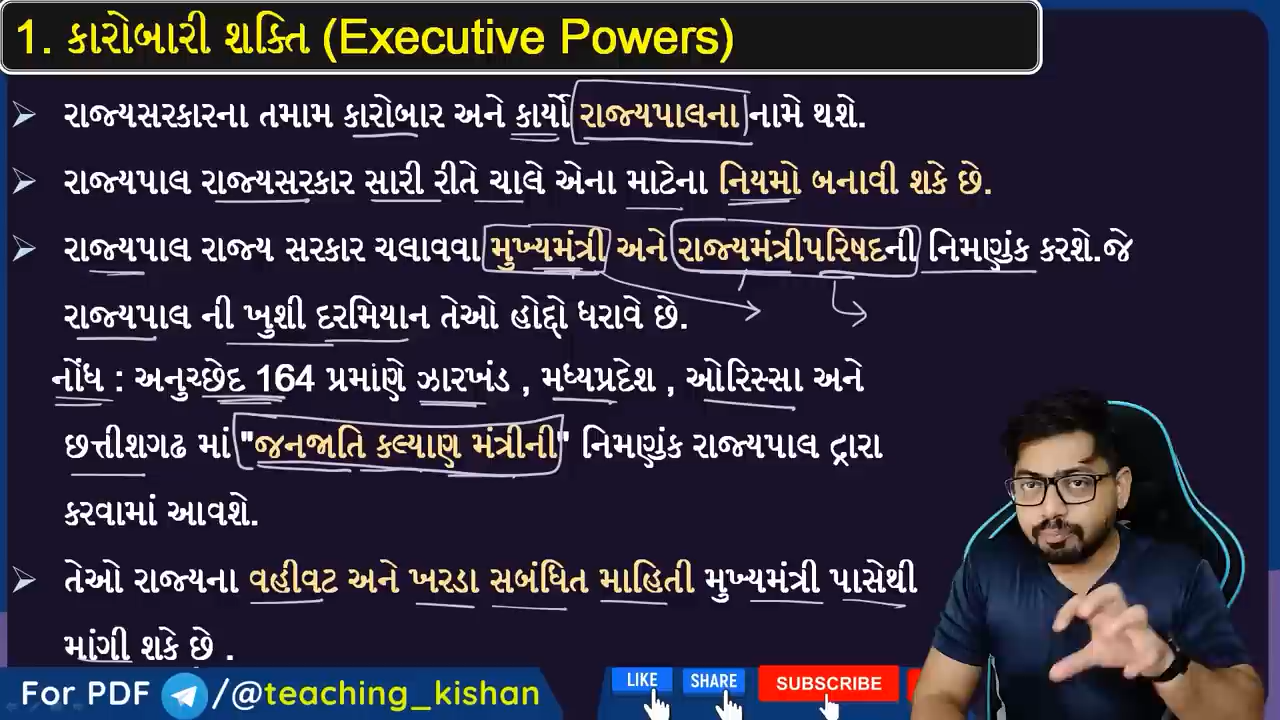 1. કારોબારી શક્તિ (Executive Powers)
➢ રાજ્યસરકારના તમામ કારોબાર અને કાર્યો રાજ્યપાલના નામે થશે.
➢ રાજ્યપાલ રાજ્યસરકાર સારી રીતે ચાલે એના માટેના નિયમો બનાવી શકે છે.
➢ રાજ્યપાલ રાજ્ય સરકાર ચલાવવા મુખ્યમંત્રી અને રાજ્યમંત્રીપરિષદની નિમણુંક કરશે.જે
રાજ્યપાલ ની ખુશી દરમિયાન તેઓ હોદ્દો ધરાવે છે.
નોંધ : અનુચ્છેદ 164 પ્રમાંણે ઝારખંડ , મધ્યપ્રદેશ , ઓરિસ્સા અને
છત્તીશગઢ માં "જનજાતિ કલ્યાણ મંત્રીની" નિમણુંક રાજ્યપાલ દ્રારા
કરવામાં આવશે.
➢ તેઓ રાજ્યના વહીવટ અને ખરડા સબંધિત માહિતી મુખ્યમંત્રી પાસેથી
માંગી શકે છે .
For PDF /@teaching_kishan
LIKE SHARE SUBSCRIBE